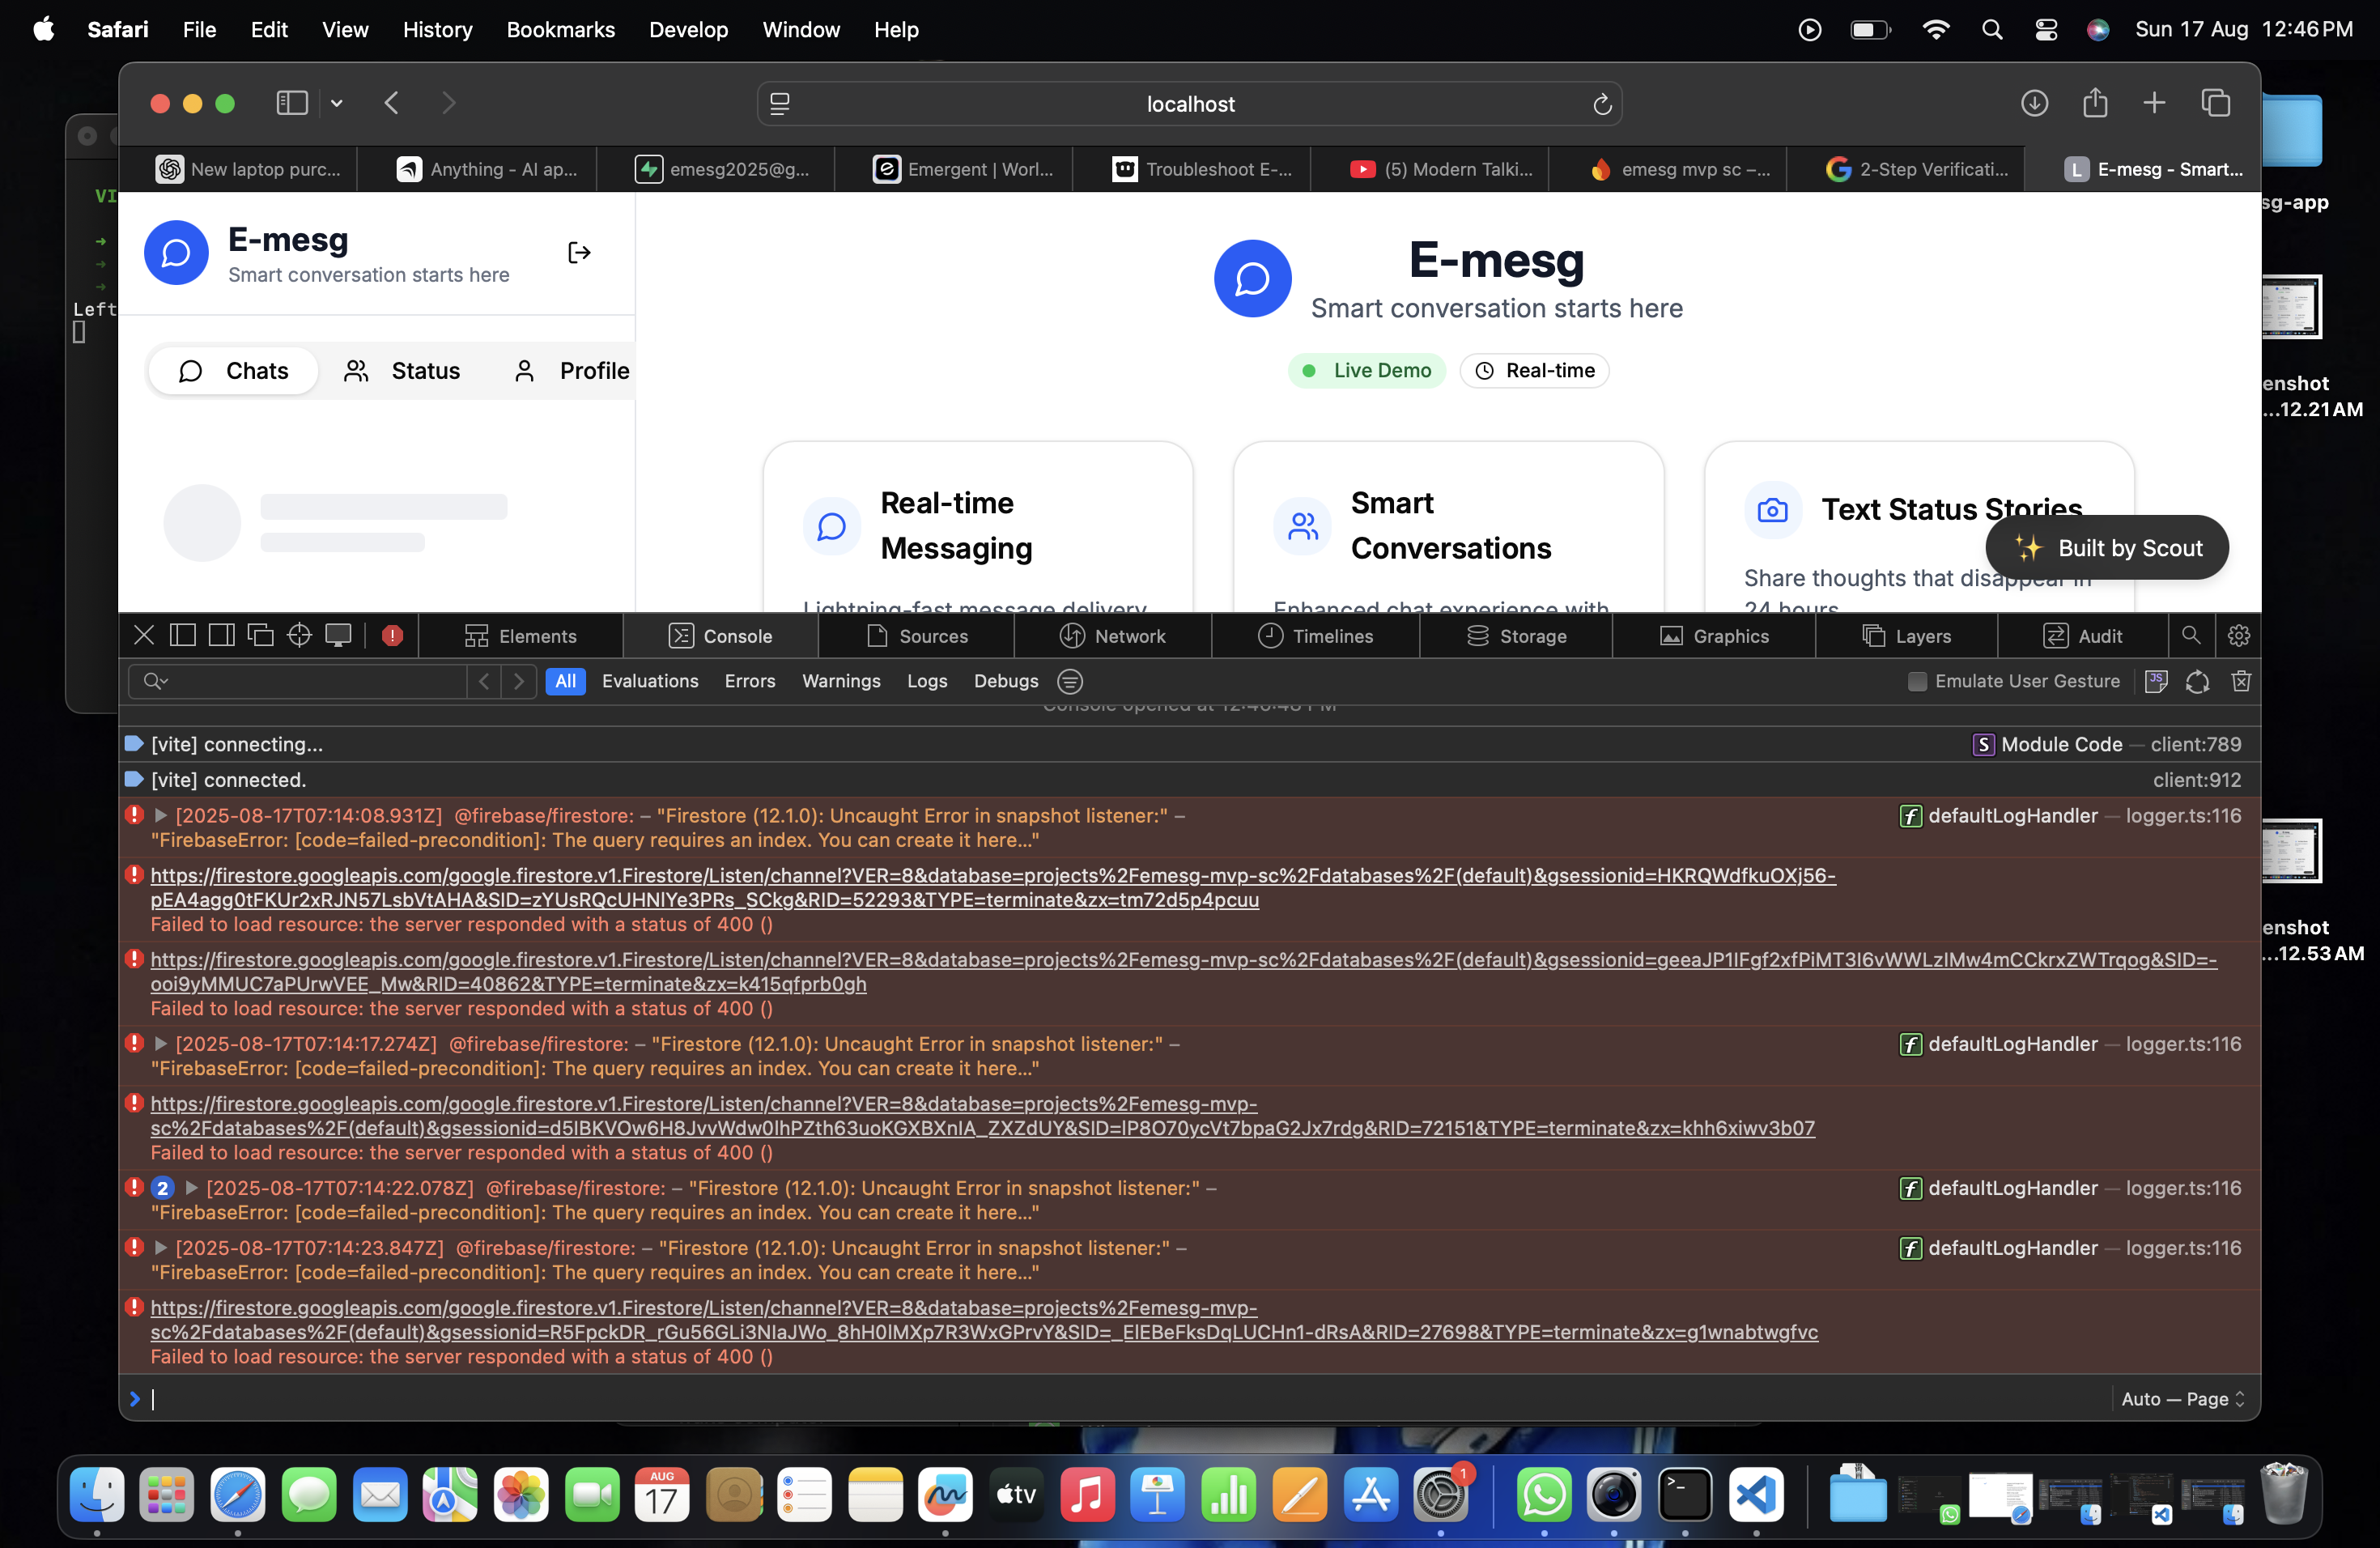 Safari File Edit View History Bookmarks Develop Window Help Sun 17 Aug 12:46 PM
localhost
New laptop purc... Anything - AI ap... emesg2025@g... Emergent | Worl... Troubleshoot E-... (5) Modern Talki... emesg mvp sc –... 2-Step Verificati... L E-mesg - Smart...
VI
Left
sg-app
enshot
...12.21 AM
enshot
...12.53 AM
E-mesg
Smart conversation starts here
Chats Status Profile
E-mesg
Smart conversation starts here
Live Demo Real-time
Real-time
Messaging
Lightning-fast message delivery
Smart
Conversations
Enhanced chat experience with
Text Status Stories
Share thoughts that disappear in
24 hours
Built by Scout
Elements Console Sources Network Timelines Storage Graphics Layers Audit
All Evaluations Errors Warnings Logs Debugs Emulate User Gesture
Console opened at 12:46:48 PM
[vite] connecting... S Module Code — client:789
[vite] connected. client:912
[2025-08-17T07:14:08.931Z] @firebase/firestore: – "Firestore (12.1.0): Uncaught Error in snapshot listener:" – f defaultLogHandler — logger.ts:116
"FirebaseError: [code=failed-precondition]: The query requires an index. You can create it here..."
https://firestore.googleapis.com/google.firestore.v1.Firestore/Listen/channel?VER=8&database=projects%2Femesg-mvp-sc%2Fdatabases%2F(default)&gsessionid=HKRQWdfkuOXj56-
pEA4agg0tFKUr2xRJN57LsbVtAHA&SID=zYUsRQcUHNlYe3PRs_SCkg&RID=52293&TYPE=terminate&zx=tm72d5p4pcuu
Failed to load resource: the server responded with a status of 400 ()
https://firestore.googleapis.com/google.firestore.v1.Firestore/Listen/channel?VER=8&database=projects%2Femesg-mvp-sc%2Fdatabases%2F(default)&gsessionid=geeaJP1IFgf2xfPiMT3I6vWWLzIMw4mCCkrxZWTrqog&SID=-
ooi9yMMUC7aPUrwVEE_Mw&RID=40862&TYPE=terminate&zx=k415qfprb0gh
Failed to load resource: the server responded with a status of 400 ()
[2025-08-17T07:14:17.274Z] @firebase/firestore: – "Firestore (12.1.0): Uncaught Error in snapshot listener:" – f defaultLogHandler — logger.ts:116
"FirebaseError: [code=failed-precondition]: The query requires an index. You can create it here..."
https://firestore.googleapis.com/google.firestore.v1.Firestore/Listen/channel?VER=8&database=projects%2Femesg-mvp-
sc%2Fdatabases%2F(default)&gsessionid=d5IBKVOw6H8JvvWdw0lhPZth63uoKGXBXnIA_ZXZdUY&SID=lP8O70ycVt7bpaG2Jx7rdg&RID=72151&TYPE=terminate&zx=khh6xiwv3b07
Failed to load resource: the server responded with a status of 400 ()
2 [2025-08-17T07:14:22.078Z] @firebase/firestore: – "Firestore (12.1.0): Uncaught Error in snapshot listener:" – f defaultLogHandler — logger.ts:116
"FirebaseError: [code=failed-precondition]: The query requires an index. You can create it here..."
[2025-08-17T07:14:23.847Z] @firebase/firestore: – "Firestore (12.1.0): Uncaught Error in snapshot listener:" – f defaultLogHandler — logger.ts:116
"FirebaseError: [code=failed-precondition]: The query requires an index. You can create it here..."
https://firestore.googleapis.com/google.firestore.v1.Firestore/Listen/channel?VER=8&database=projects%2Femesg-mvp-
sc%2Fdatabases%2F(default)&gsessionid=R5FpckDR_rGu56GLi3NIaJWo_8hH0lMXp7R3WxGPrvY&SID=_ElEBeFksDqLUCHn1-dRsA&RID=27698&TYPE=terminate&zx=g1wnabtwgfvc
Failed to load resource: the server responded with a status of 400 ()
Auto — Page
AUG
17
tv
1